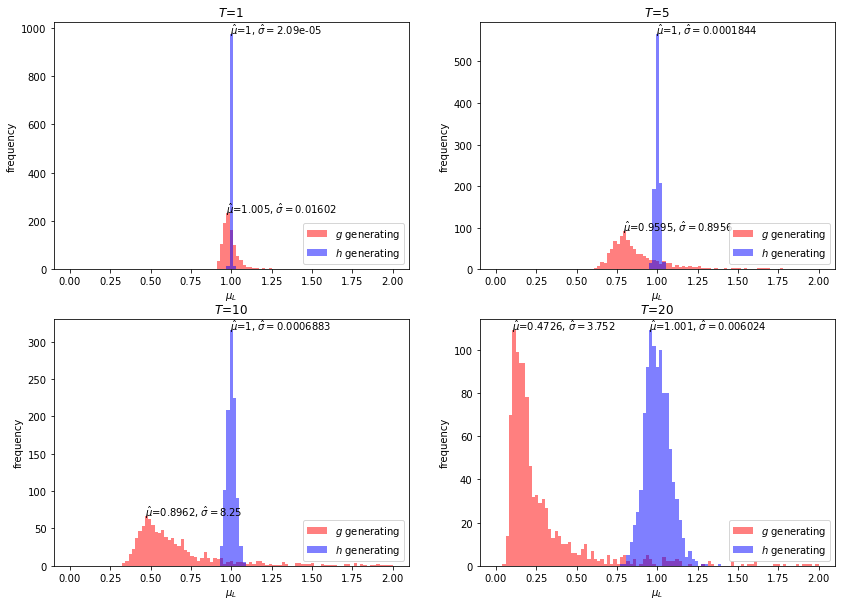 T=1
1000
800
600
400
200
0
frequency
μ̂=1, σ̂ = 2.09e-05
μ̂=1.005, σ̂ = 0.01602
g generating
h generating
0.00 0.25 0.50 0.75 1.00 1.25 1.50 1.75 2.00
μ_L
T=5
500
400
300
200
100
0
frequency
μ̂=1, σ̂ = 0.0001844
μ̂=0.9595, σ̂ = 0.8956
g generating
h generating
0.00 0.25 0.50 0.75 1.00 1.25 1.50 1.75 2.00
μ_L
T=10
300
250
200
150
100
50
0
frequency
μ̂=1, σ̂ = 0.0006883
μ̂=0.8962, σ̂ = 8.25
g generating
h generating
0.00 0.25 0.50 0.75 1.00 1.25 1.50 1.75 2.00
μ_L
T=20
100
80
60
40
20
0
frequency
μ̂=0.4726, σ̂ = 3.752
μ̂=1.001, σ̂ = 0.006024
g generating
h generating
0.00 0.25 0.50 0.75 1.00 1.25 1.50 1.75 2.00
μ_L